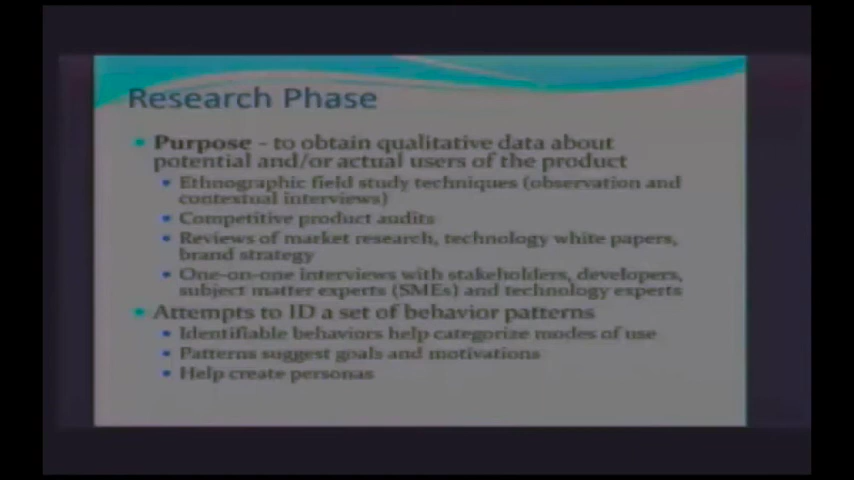 Research Phase
Purpose - to obtain qualitative data about
potential and/or actual users of the product
Ethnographic field study techniques (observation and
contextual interviews)
Competitive product audits
Reviews of market research, technology white papers,
brand strategy
One-on-one interviews with stakeholders, developers,
subject matter experts (SMEs) and technology experts
Attempts to ID a set of behavior patterns
Identifiable behaviors help categorize modes of use
Patterns suggest goals and motivations
Help create personas